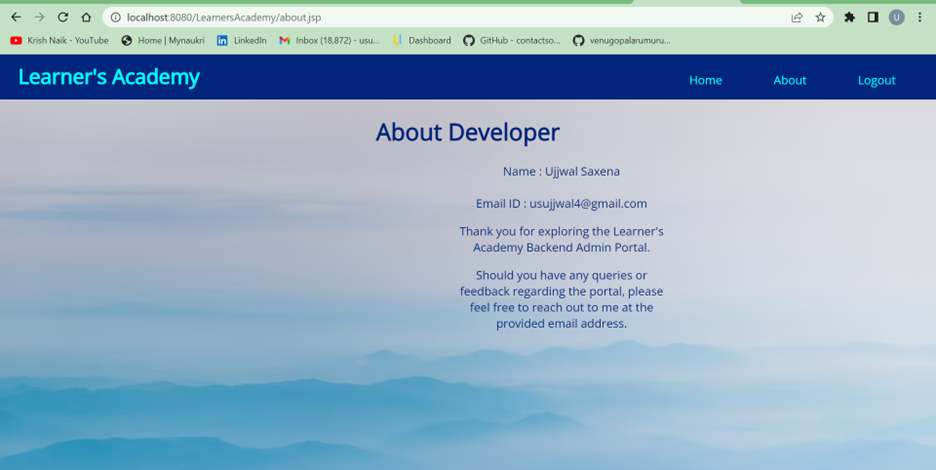 localhost:8080/LearnersAcademy/about.jsp
Krish Naik - YouTube Home | Mynaukri LinkedIn Inbox (18,872) - usu... Dashboard GitHub - contactso... venugopalarumuru...
Learner's Academy Home About Logout
About Developer
Name : Ujjwal Saxena
Email ID : usujjwal4@gmail.com
Thank you for exploring the Learner's
Academy Backend Admin Portal.
Should you have any queries or
feedback regarding the portal, please
feel free to reach out to me at the
provided email address.